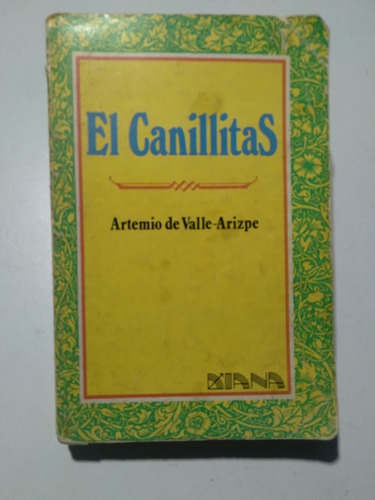 El Canillitas
Artemio de Valle-Arizpe
DIANA